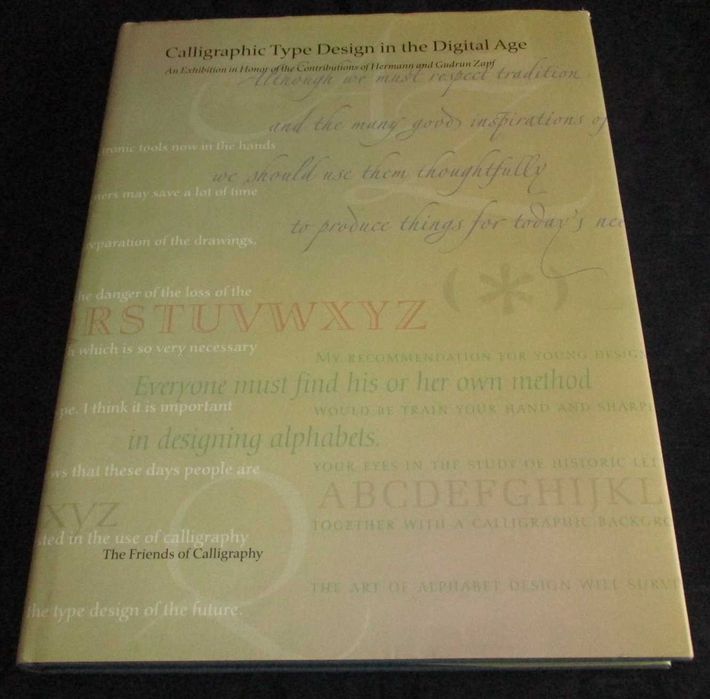 Calligraphic Type Design in the Digital Age
An Exhibition in Honor of the Contributions of Hermann and Gudrun Zapf
Although we must respect tradition
and the many good inspirations of
ronic tools now in the hands
we should use them thoughtfully
ners may save a lot of time
to produce things for today's nee
eparation of the drawings,
he danger of the loss of the
(*)
RSTUVWXYZ
h which is so very necessary
MY RECOMMENDATION FOR YOUNG DESIG
Everyone must find his or her own method
pe. I think it is important
WOULD BE TRAIN YOUR HAND AND SHARPE
in designing alphabets.
ws that these days people are
YOUR EYES IN THE STUDY OF HISTORIC LET
ABCDEFGHIJKL
XYZ
sted in the use of calligraphy
TOGETHER WITH A CALLIGRAPHIC BACKGRO
The Friends of Calligraphy
THE ART OF ALPHABET DESIGN WILL SURVI
the type design of the future.